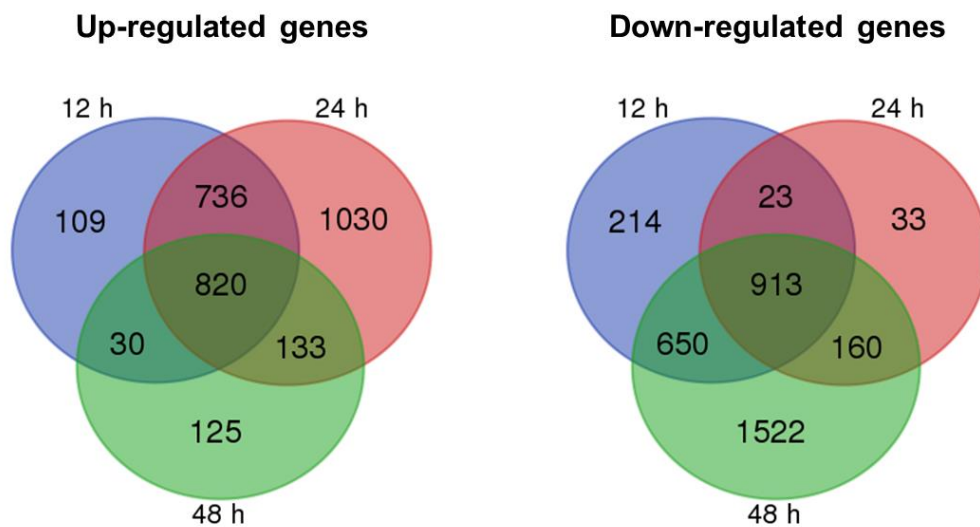 Up-regulated genes
12 h
24 h
109
736
1030
820
30
133
125
48 h
Down-regulated genes
12 h
24 h
214
23
33
913
650
160
1522
48 h